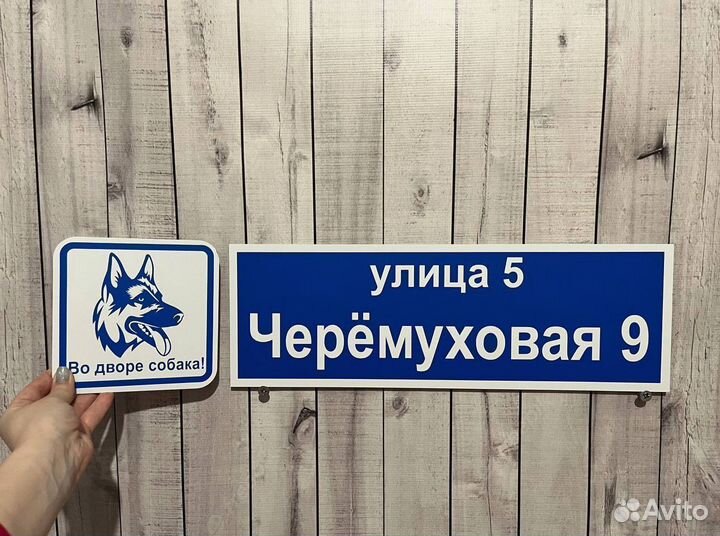 Во дворе собака!
улица 5
Черёмуховая 9
Avito